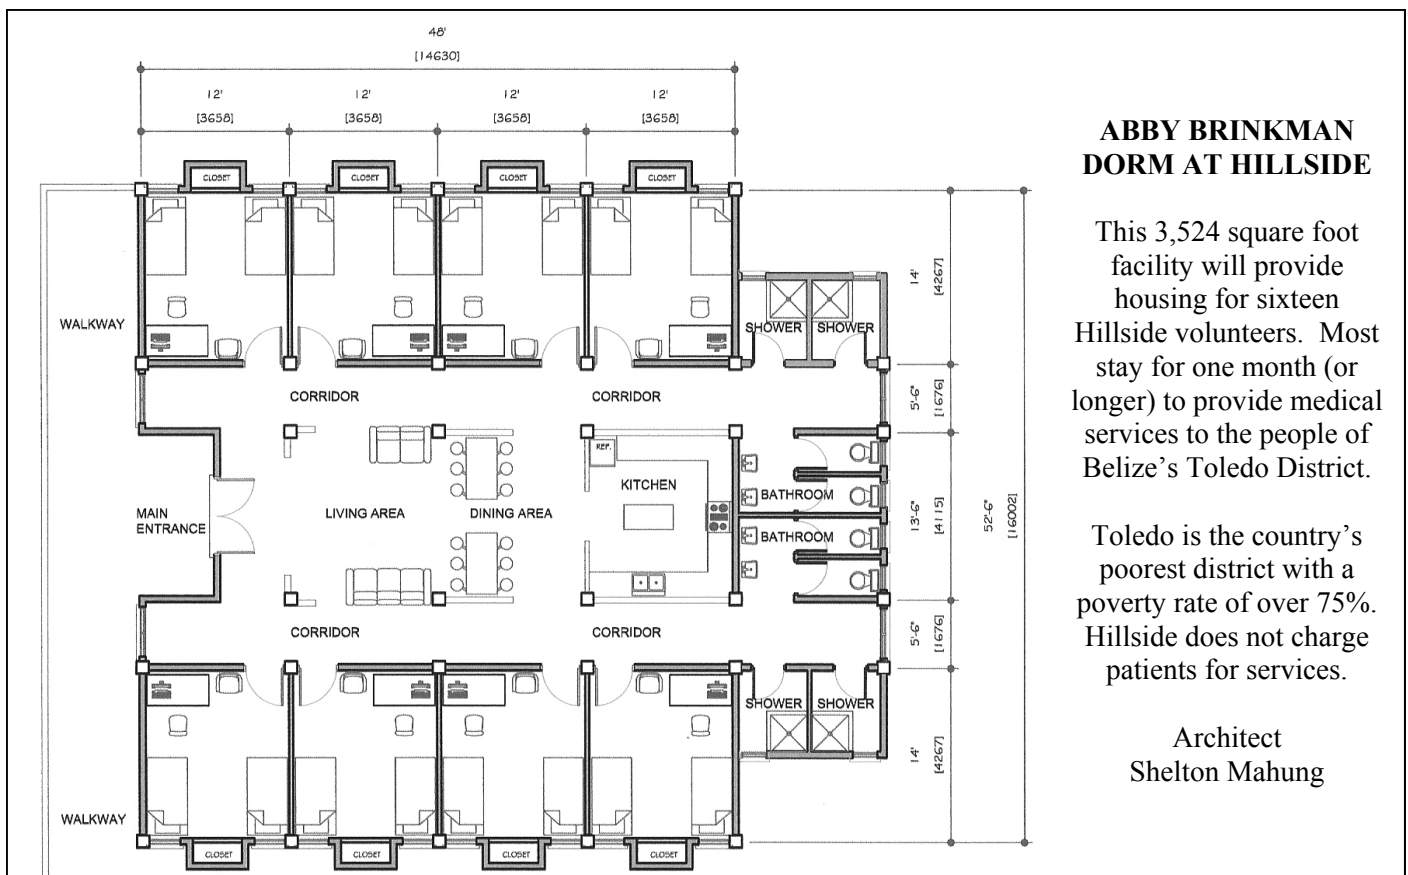 48'
[14630]
12'
12'
12'
12'
[3658]
[3658]
[3658]
[3658]
CLOSET
CLOSET
CLOSET
CLOSET
14'
[4267]
WALKWAY
SHOWER
SHOWER
CORRIDOR
CORRIDOR
5'-6"
[1676]
REF.
KITCHEN
BATHROOM
MAIN
ENTRANCE
LIVING AREA
DINING AREA
BATHROOM
13'-6"
[4115]
52'-6"
[16002]
CORRIDOR
CORRIDOR
5'-6"
[1676]
SHOWER
SHOWER
14'
[4267]
WALKWAY
CLOSET
CLOSET
CLOSET
CLOSET
ABBY BRINKMAN
DORM AT HILLSIDE
This 3,524 square foot
facility will provide
housing for sixteen
Hillside volunteers. Most
stay for one month (or
longer) to provide medical
services to the people of
Belize’s Toledo District.
Toledo is the country’s
poorest district with a
poverty rate of over 75%.
Hillside does not charge
patients for services.
Architect
Shelton Mahung